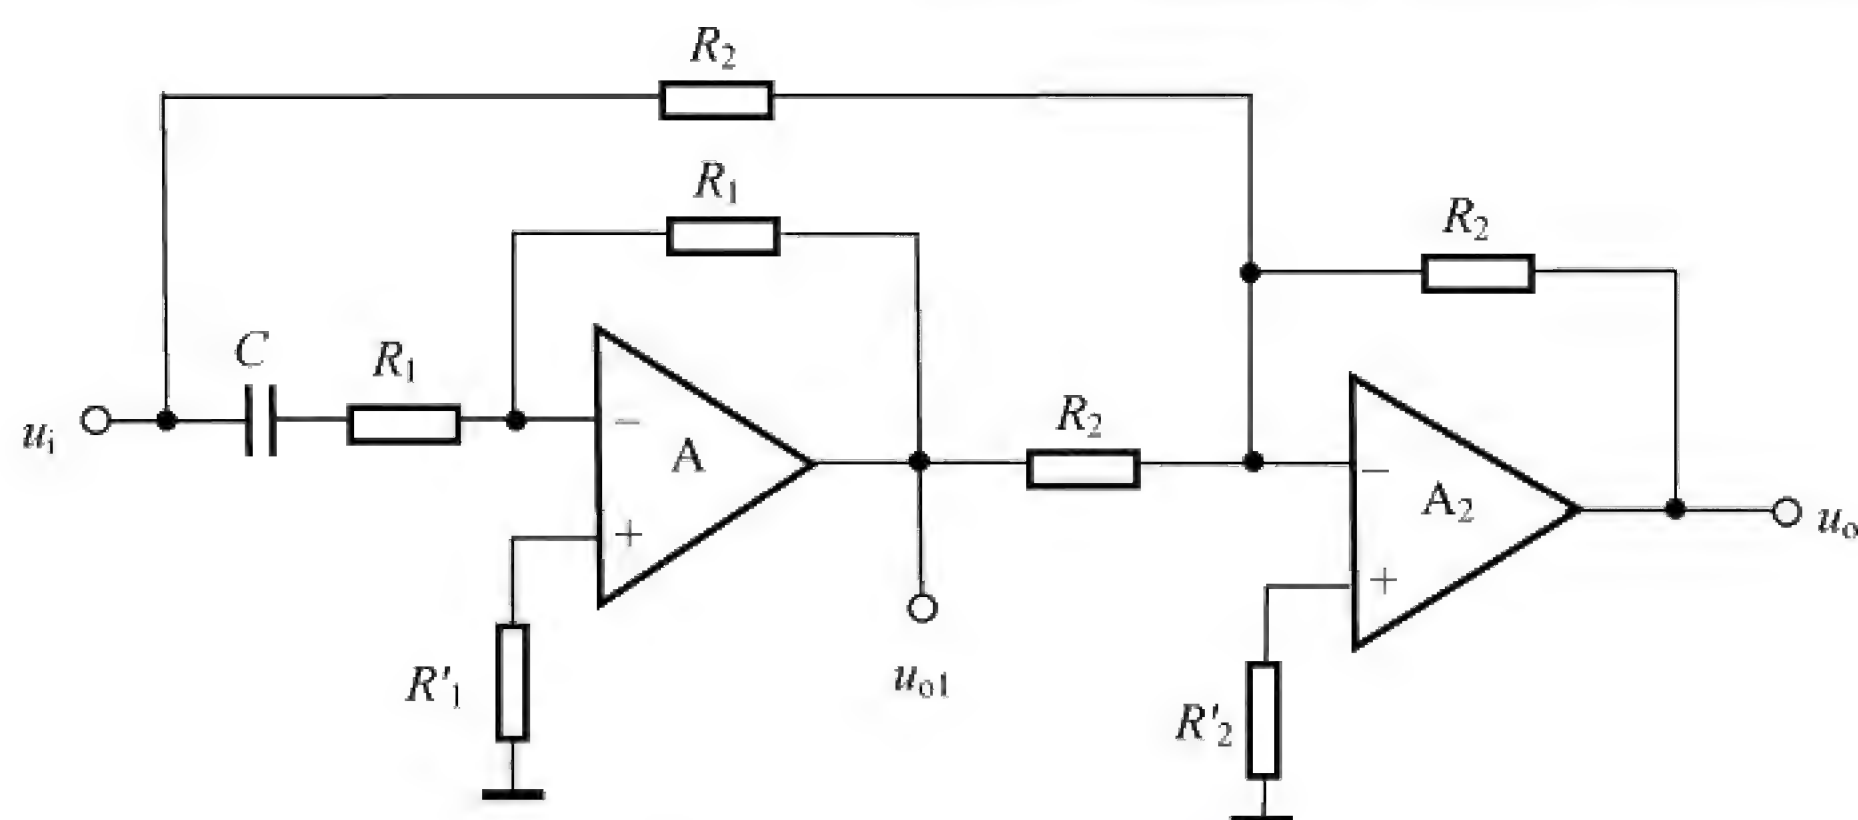 R₂
R₁
R₂
C
R₁
uᵢ
−
A
+
R₂
−
A₂
+
uₒ
R'₁
uₒ₁
R'₂